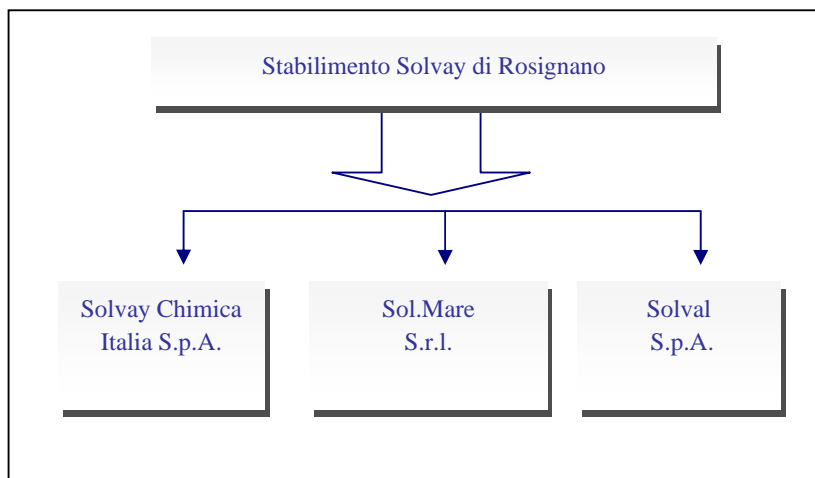 Stabilimento Solvay di Rosignano
Solvay Chimica
Italia S.p.A.
Sol.Mare
S.r.l.
Solval
S.p.A.